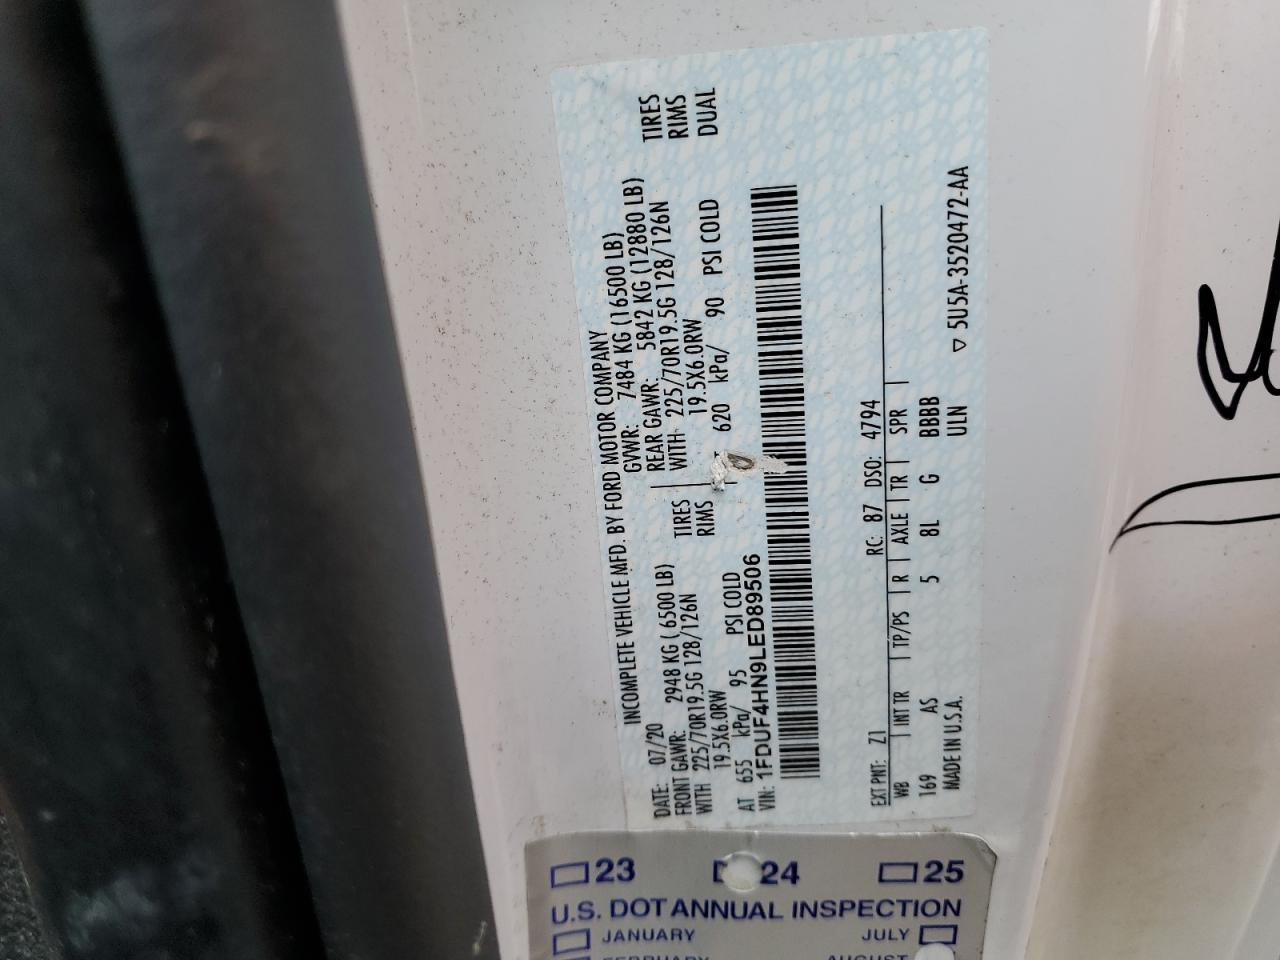 INCOMPLETE VEHICLE MFD. BY FORD MOTOR COMPANY
DATE: 07/20 GVWR: 7484 KG (16500 LB)
FRONT GAWR: 2948 KG ( 6500 LB) REAR GAWR: 5842 KG (12880 LB)
WITH 225/70R19.5G 128/126N TIRES WITH 225/70R19.5G 128/126N TIRES
19.5X6.0RW RIMS 19.5X6.0RW RIMS
AT 655 kPa/ 95 PSI COLD 620 kPa/ 90 PSI COLD DUAL
VIN: 1FDUF4HN9LED89506
EXT PNT: Z1 RC: 87 DSO: 4794
WB INT TR TP/PS R AXLE TR SPR
169 AS 5 8L G BBBB
MADE IN U.S.A. ULN
▽ 5U5A-3520472-AA
23 24 25
U.S. DOT ANNUAL INSPECTION
JANUARY JULY
FEBRUARY AUGUST